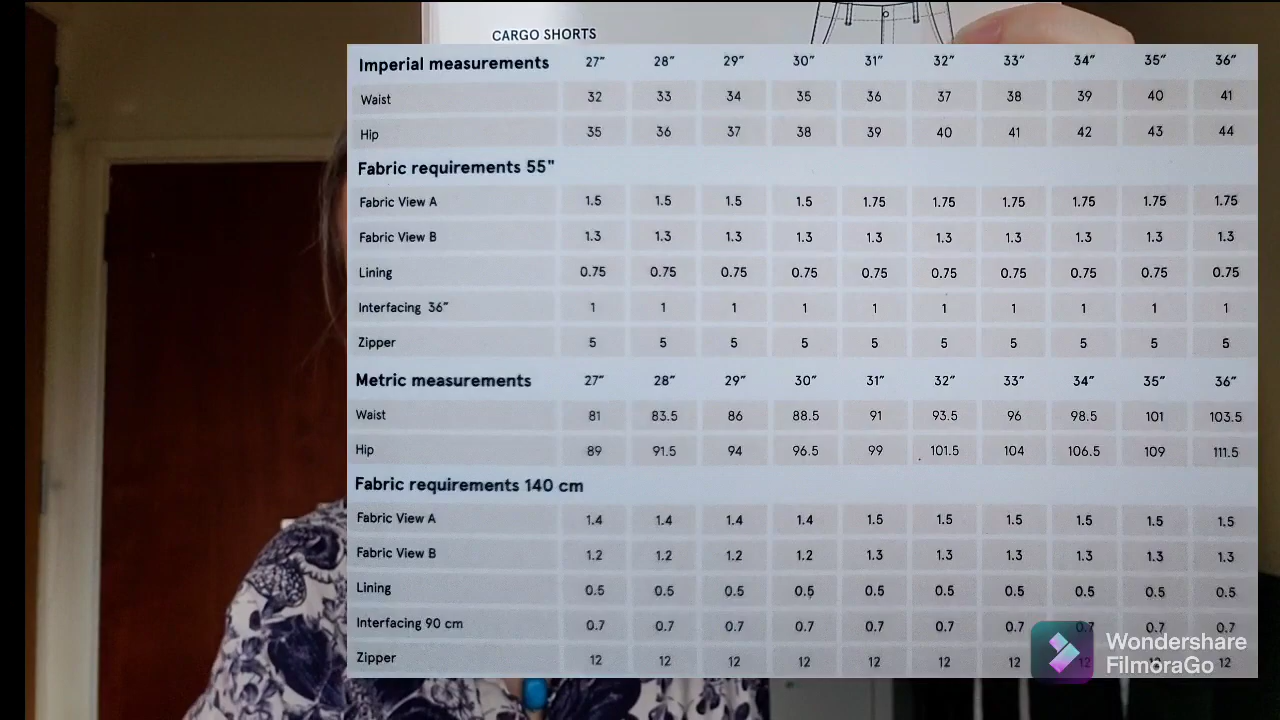 CARGO SHORTS
Imperial measurements 27" 28" 29" 30" 31" 32" 33" 34" 35" 36"
Waist 32 33 34 35 36 37 38 39 40 41
Hip 35 36 37 38 39 40 41 42 43 44
Fabric requirements 55"
Fabric View A 1.5 1.5 1.5 1.5 1.75 1.75 1.75 1.75 1.75 1.75
Fabric View B 1.3 1.3 1.3 1.3 1.3 1.3 1.3 1.3 1.3 1.3
Lining 0.75 0.75 0.75 0.75 0.75 0.75 0.75 0.75 0.75 0.75
Interfacing 36" 1 1 1 1 1 1 1 1 1 1
Zipper 5 5 5 5 5 5 5 5 5 5
Metric measurements 27" 28" 29" 30" 31" 32" 33" 34" 35" 36"
Waist 81 83.5 86 88.5 91 93.5 96 98.5 101 103.5
Hip 89 91.5 94 96.5 99 101.5 104 106.5 109 111.5
Fabric requirements 140 cm
Fabric View A 1.4 1.4 1.4 1.4 1.5 1.5 1.5 1.5 1.5 1.5
Fabric View B 1.2 1.2 1.2 1.2 1.3 1.3 1.3 1.3 1.3 1.3
Lining 0.5 0.5 0.5 0.5 0.5 0.5 0.5 0.5 0.5 0.5
Interfacing 90 cm 0.7 0.7 0.7 0.7 0.7 0.7 0.7 0.7 0.7 0.7
Zipper 12 12 12 12 12 12 12 12 12 12
Wondershare
FilmoraGo